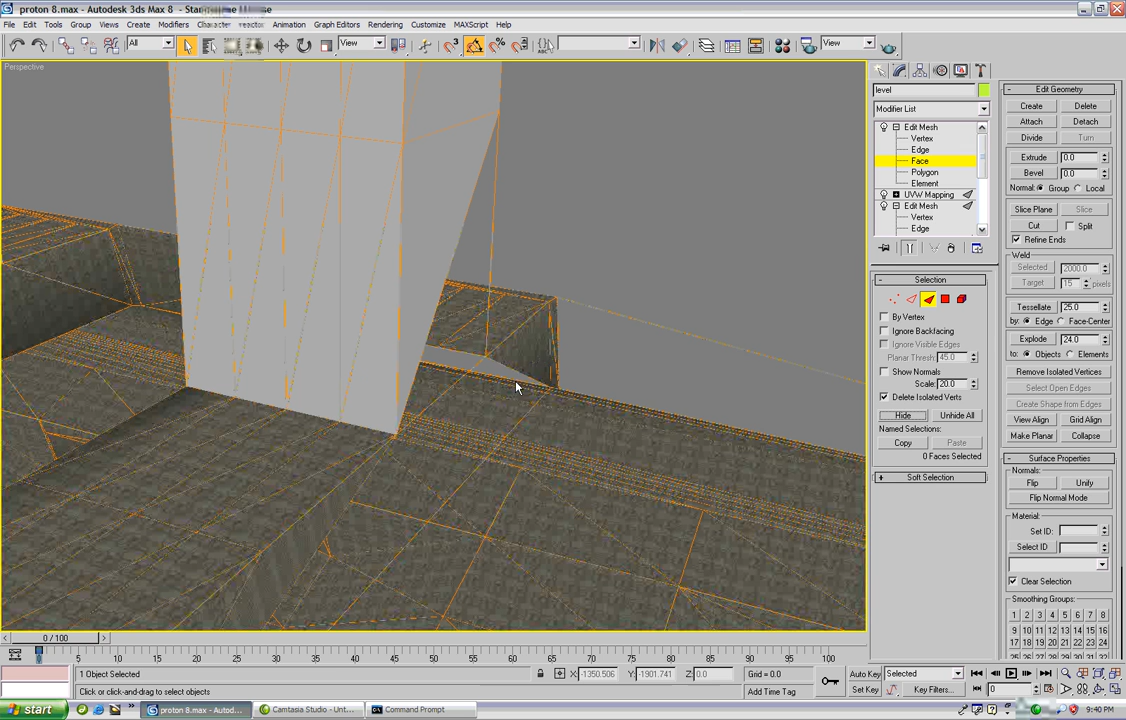 proton 8.max - Autodesk 3ds Max 8 - Sta
File Edit Tools Group Views Create Modifiers Character reactor Animation Graph Editors Rendering Customize MAXScript Help
All View View
Perspective
level
Modifier List
Edit Mesh
Vertex
Edge
Face
Polygon
Element
UVW Mapping
Edit Mesh
Vertex
Edge
Selection
By Vertex
Ignore Backfacing
Ignore Visible Edges
Planar Thresh: 45.0
Show Normals
Scale: 20.0
Delete Isolated Verts
Hide Unhide All
Named Selections:
Copy Paste
0 Faces Selected
Soft Selection
Edit Geometry
Create Delete
Attach Detach
Divide Turn
Extrude 0.0
Bevel 0.0
Normal: Group Local
Slice Plane Slice
Cut Split
Refine Ends
Weld
Selected 2000.0
Target 15 pixels
Tessellate 25.0
by: Edge Face-Center
Explode 24.0
to: Objects Elements
Remove Isolated Vertices
Select Open Edges
Create Shape from Edges
View Align Grid Align
Make Planar Collapse
Surface Properties
Normals:
Flip Unify
Flip Normal Mode
Material:
Set ID:
Select ID
Clear Selection
Smoothing Groups:
1 2 3 4 5 6 7 8
9 10 11 12 13 14 15 16
17 18 19 20 21 22 23 24
0 / 100
5 10 15 20 25 30 35 40 45 50 55 60 65 70 75 80 85 90 95 100
1 Object Selected X: -1350.506 Y: -1901.741 Z: 0.0 Grid = 0.0 Auto Key Selected
Click or click-and-drag to select objects Add Time Tag Set Key Key Filters... 0
start proton 8.max - Autod... Camtasia Studio - Unt... Command Prompt 9:40 PM